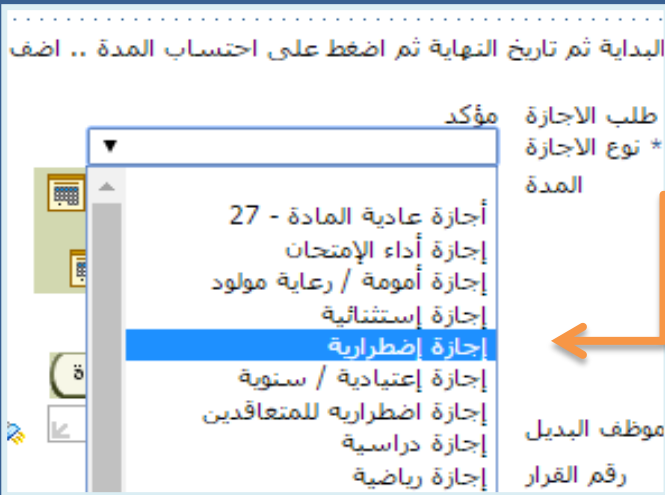 البداية ثم تاريخ النهاية ثم اضغط على احتساب المدة .. اضف
طلب الاجازة مؤكد
* نوع الاجازة
المدة
أجازة عادية المادة - 27
إجازة أداء الإمتحان
إجازة أمومة / رعاية مولود
إجازة إستثنائية
إجازة إضطرارية
إجازة إعتيادية / سنوية
إجازة اضطراريه للمتعاقدين
إجازة دراسية
إجازة رياضية
ة
موظف البديل
رقم القرار